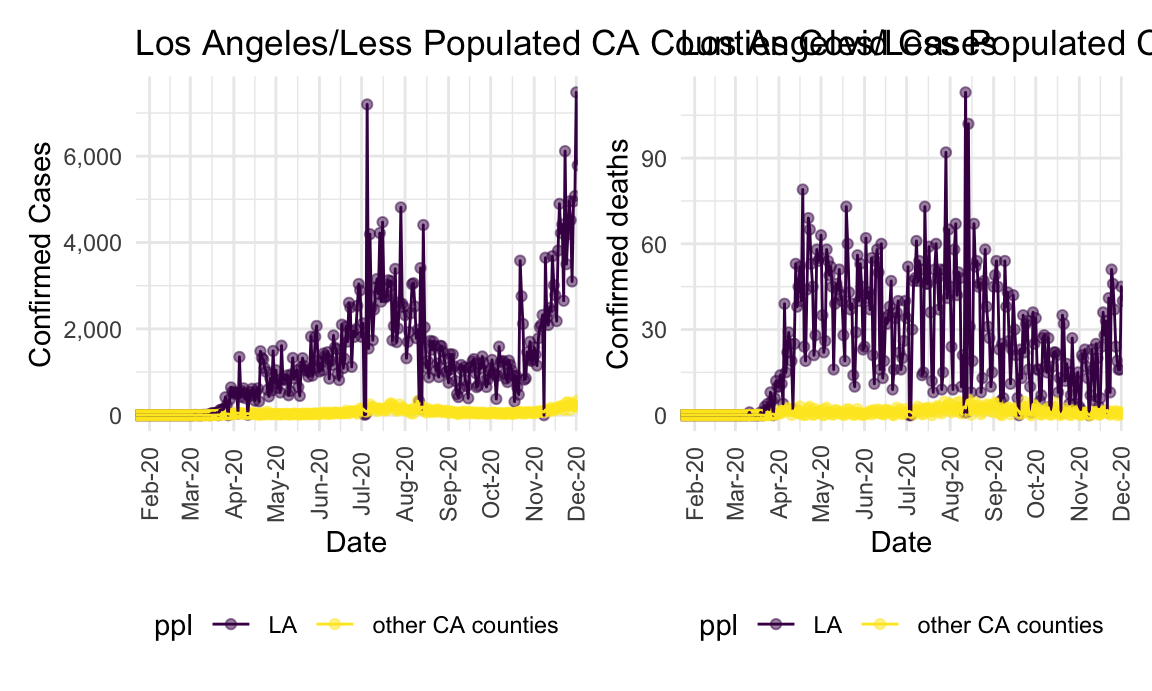 Los Angeles/Less Populated CA Counties Covid Cases
Confirmed Cases
6,000
4,000
2,000
0
Feb-20
Mar-20
Apr-20
May-20
Jun-20
Jul-20
Aug-20
Sep-20
Oct-20
Nov-20
Dec-20
Date
ppl LA other CA counties
Los Angeles/Less Populated C
Confirmed deaths
90
60
30
0
Feb-20
Mar-20
Apr-20
May-20
Jun-20
Jul-20
Aug-20
Sep-20
Oct-20
Nov-20
Dec-20
Date
ppl LA other CA counties